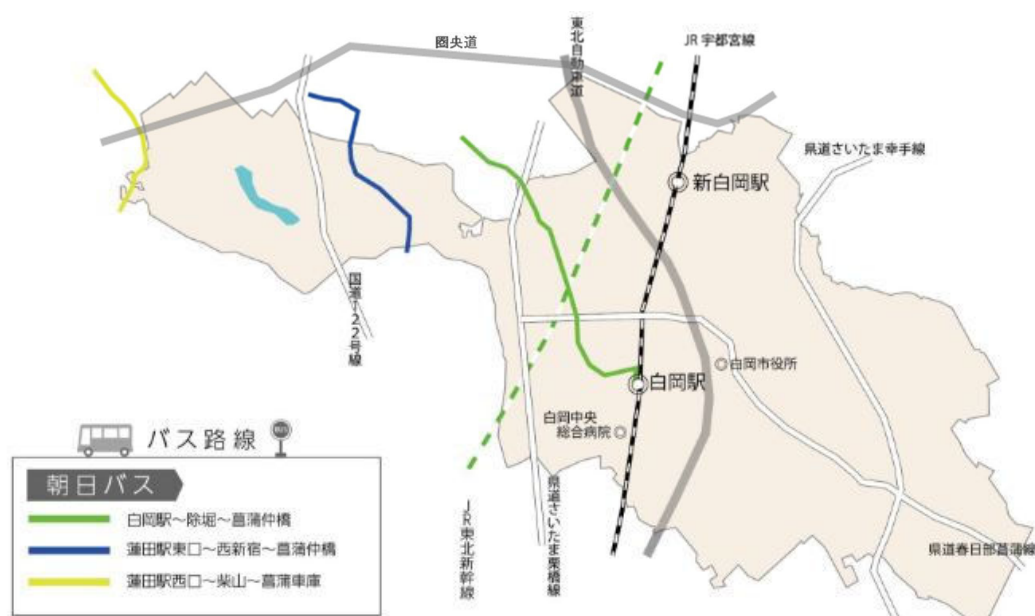 圏央道
東北自動車道
JR宇都宮線
県道さいたま幸手線
新白岡駅
国道122号線
白岡市役所
白岡駅
白岡中央
総合病院
JR東北新幹線
県道さいたま栗橋線
県道春日部菖蒲線
バス路線
BUS
朝日バス
白岡駅～除堀～菖蒲仲橋
蓮田駅東口～西新宿～菖蒲仲橋
蓮田駅西口～柴山～菖蒲車庫